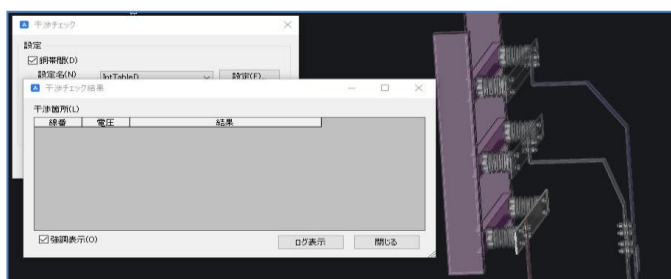 干渉チェック
設定
銅帯間(D)
設定名(N) IntTableD 設定(E)...
干渉チェック結果
干渉箇所(L)
線番 電圧 結果
強調表示(O)
ログ表示 閉じる